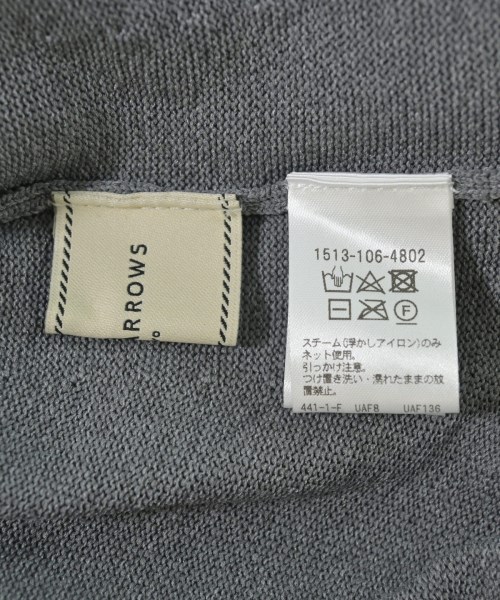 ARROWS
1513-106-4802
F
スチーム(浮かしアイロン)のみ
ネット使用。
引っかけ注意。
つけ置き洗い・濡れたままの放
置禁止。
441-1-F UAF8 UAF136